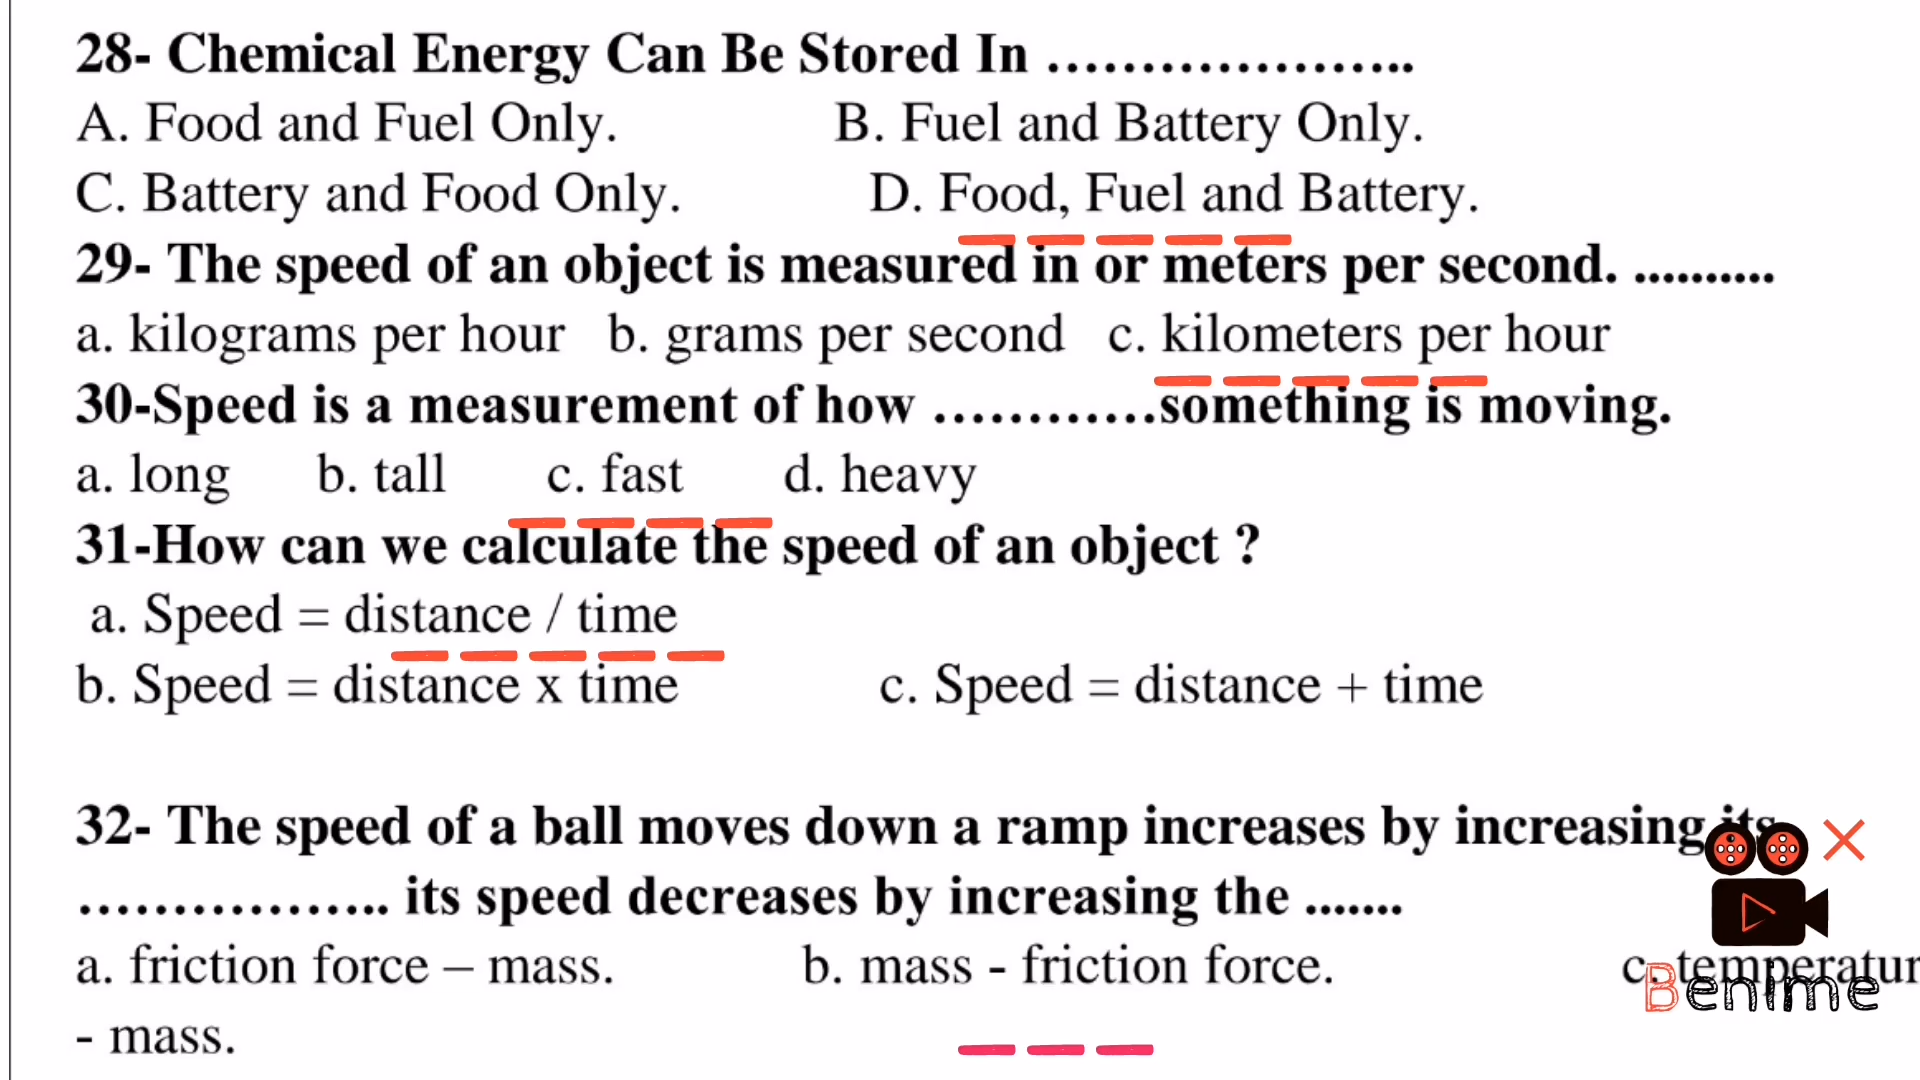 28- Chemical Energy Can Be Stored In …………………..
A. Food and Fuel Only. B. Fuel and Battery Only.
C. Battery and Food Only. D. Food, Fuel and Battery.
29- The speed of an object is measured in or meters per second. ..........
a. kilograms per hour b. grams per second c. kilometers per hour
30-Speed is a measurement of how …………something is moving.
a. long b. tall c. fast d. heavy
31-How can we calculate the speed of an object ?
a. Speed = distance / time
b. Speed = distance x time c. Speed = distance + time
32- The speed of a ball moves down a ramp increases by increasing its
…………….. its speed decreases by increasing the .......
a. friction force – mass. b. mass - friction force. c. temperatur
- mass.
Benime